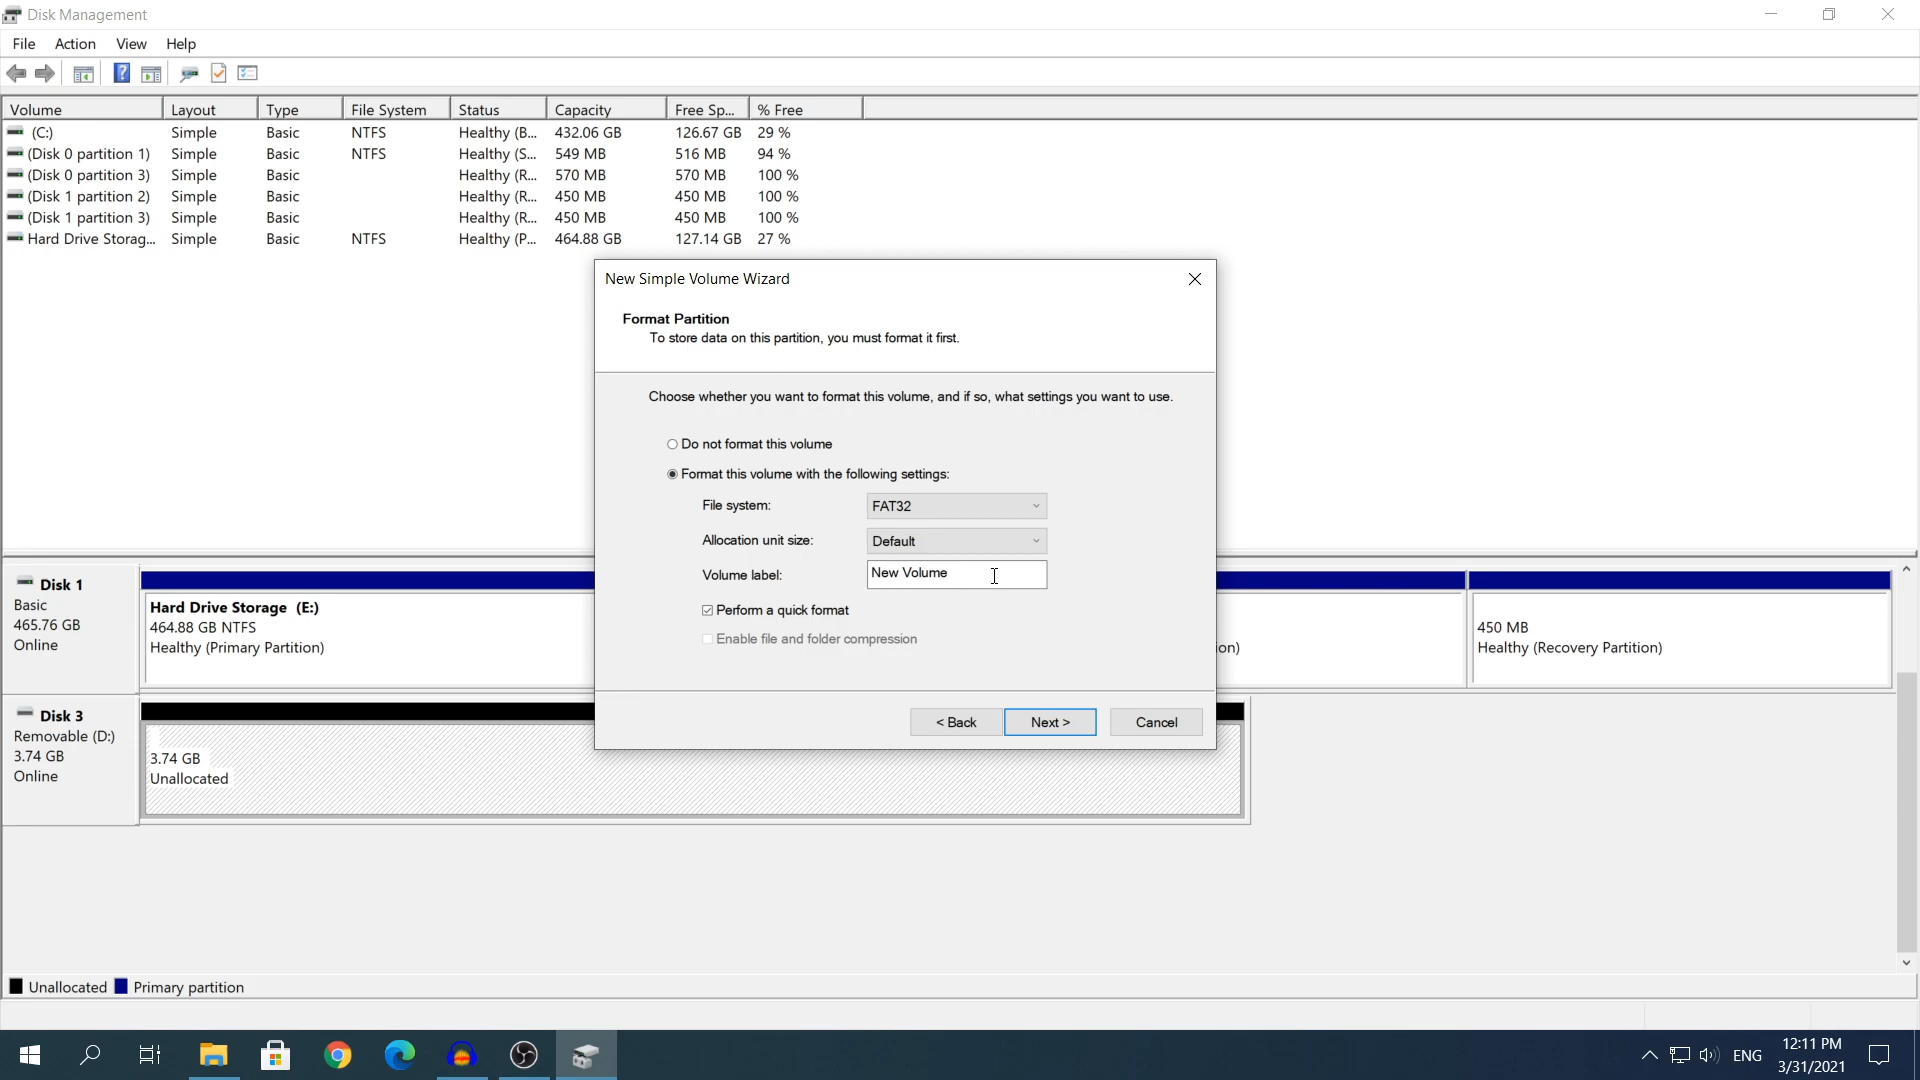 Disk Management
File Action View Help
Volume Layout Type File System Status Capacity Free Sp... % Free
(C:) Simple Basic NTFS Healthy (B... 432.06 GB 126.67 GB 29 %
(Disk 0 partition 1) Simple Basic NTFS Healthy (S... 549 MB 516 MB 94 %
(Disk 0 partition 3) Simple Basic Healthy (R... 570 MB 570 MB 100 %
(Disk 1 partition 2) Simple Basic Healthy (R... 450 MB 450 MB 100 %
(Disk 1 partition 3) Simple Basic Healthy (R... 450 MB 450 MB 100 %
Hard Drive Storag... Simple Basic NTFS Healthy (P... 464.88 GB 127.14 GB 27 %
New Simple Volume Wizard
Format Partition
To store data on this partition, you must format it first.
Choose whether you want to format this volume, and if so, what settings you want to use.
Do not format this volume
Format this volume with the following settings:
File system: FAT32
Allocation unit size: Default
Volume label: New Volume
Perform a quick format
Enable file and folder compression
< Back Next > Cancel
Disk 1
Basic
465.76 GB
Online
Hard Drive Storage (E:)
464.88 GB NTFS
Healthy (Primary Partition)
ion)
450 MB
Healthy (Recovery Partition)
Disk 3
Removable (D:)
3.74 GB
Online
3.74 GB
Unallocated
Unallocated Primary partition
ENG
12:11 PM
3/31/2021